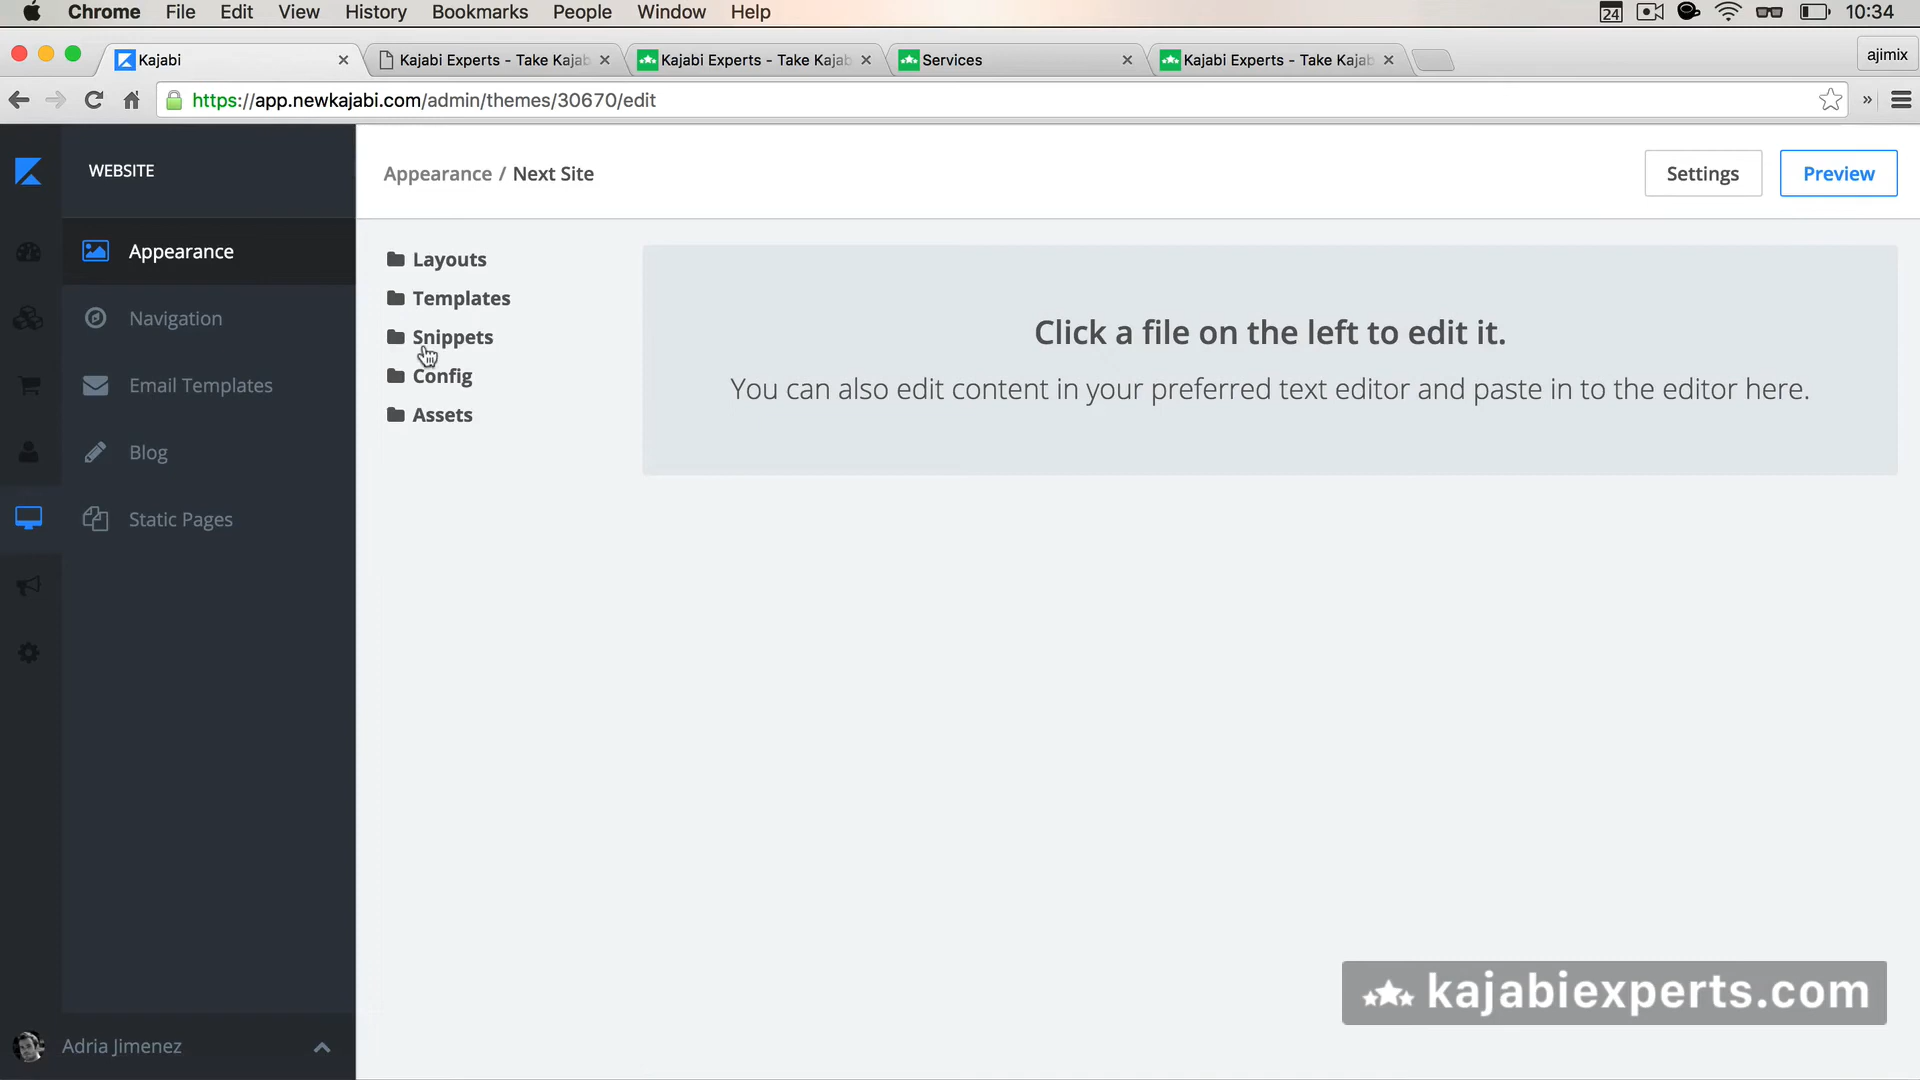 Chrome File Edit View History Bookmarks People Window Help 24 10:34
Kajabi Kajabi Experts - Take Kajab Kajabi Experts - Take Kajab Services Kajabi Experts - Take Kajab ajimix
https://app.newkajabi.com/admin/themes/30670/edit »
WEBSITE
Appearance / Next Site
Settings
Preview
Appearance
Navigation
Email Templates
Blog
Static Pages
Layouts
Templates
Snippets
Config
Assets
Click a file on the left to edit it.
You can also edit content in your preferred text editor and paste in to the editor here.
kajabiexperts.com
Adria Jimenez